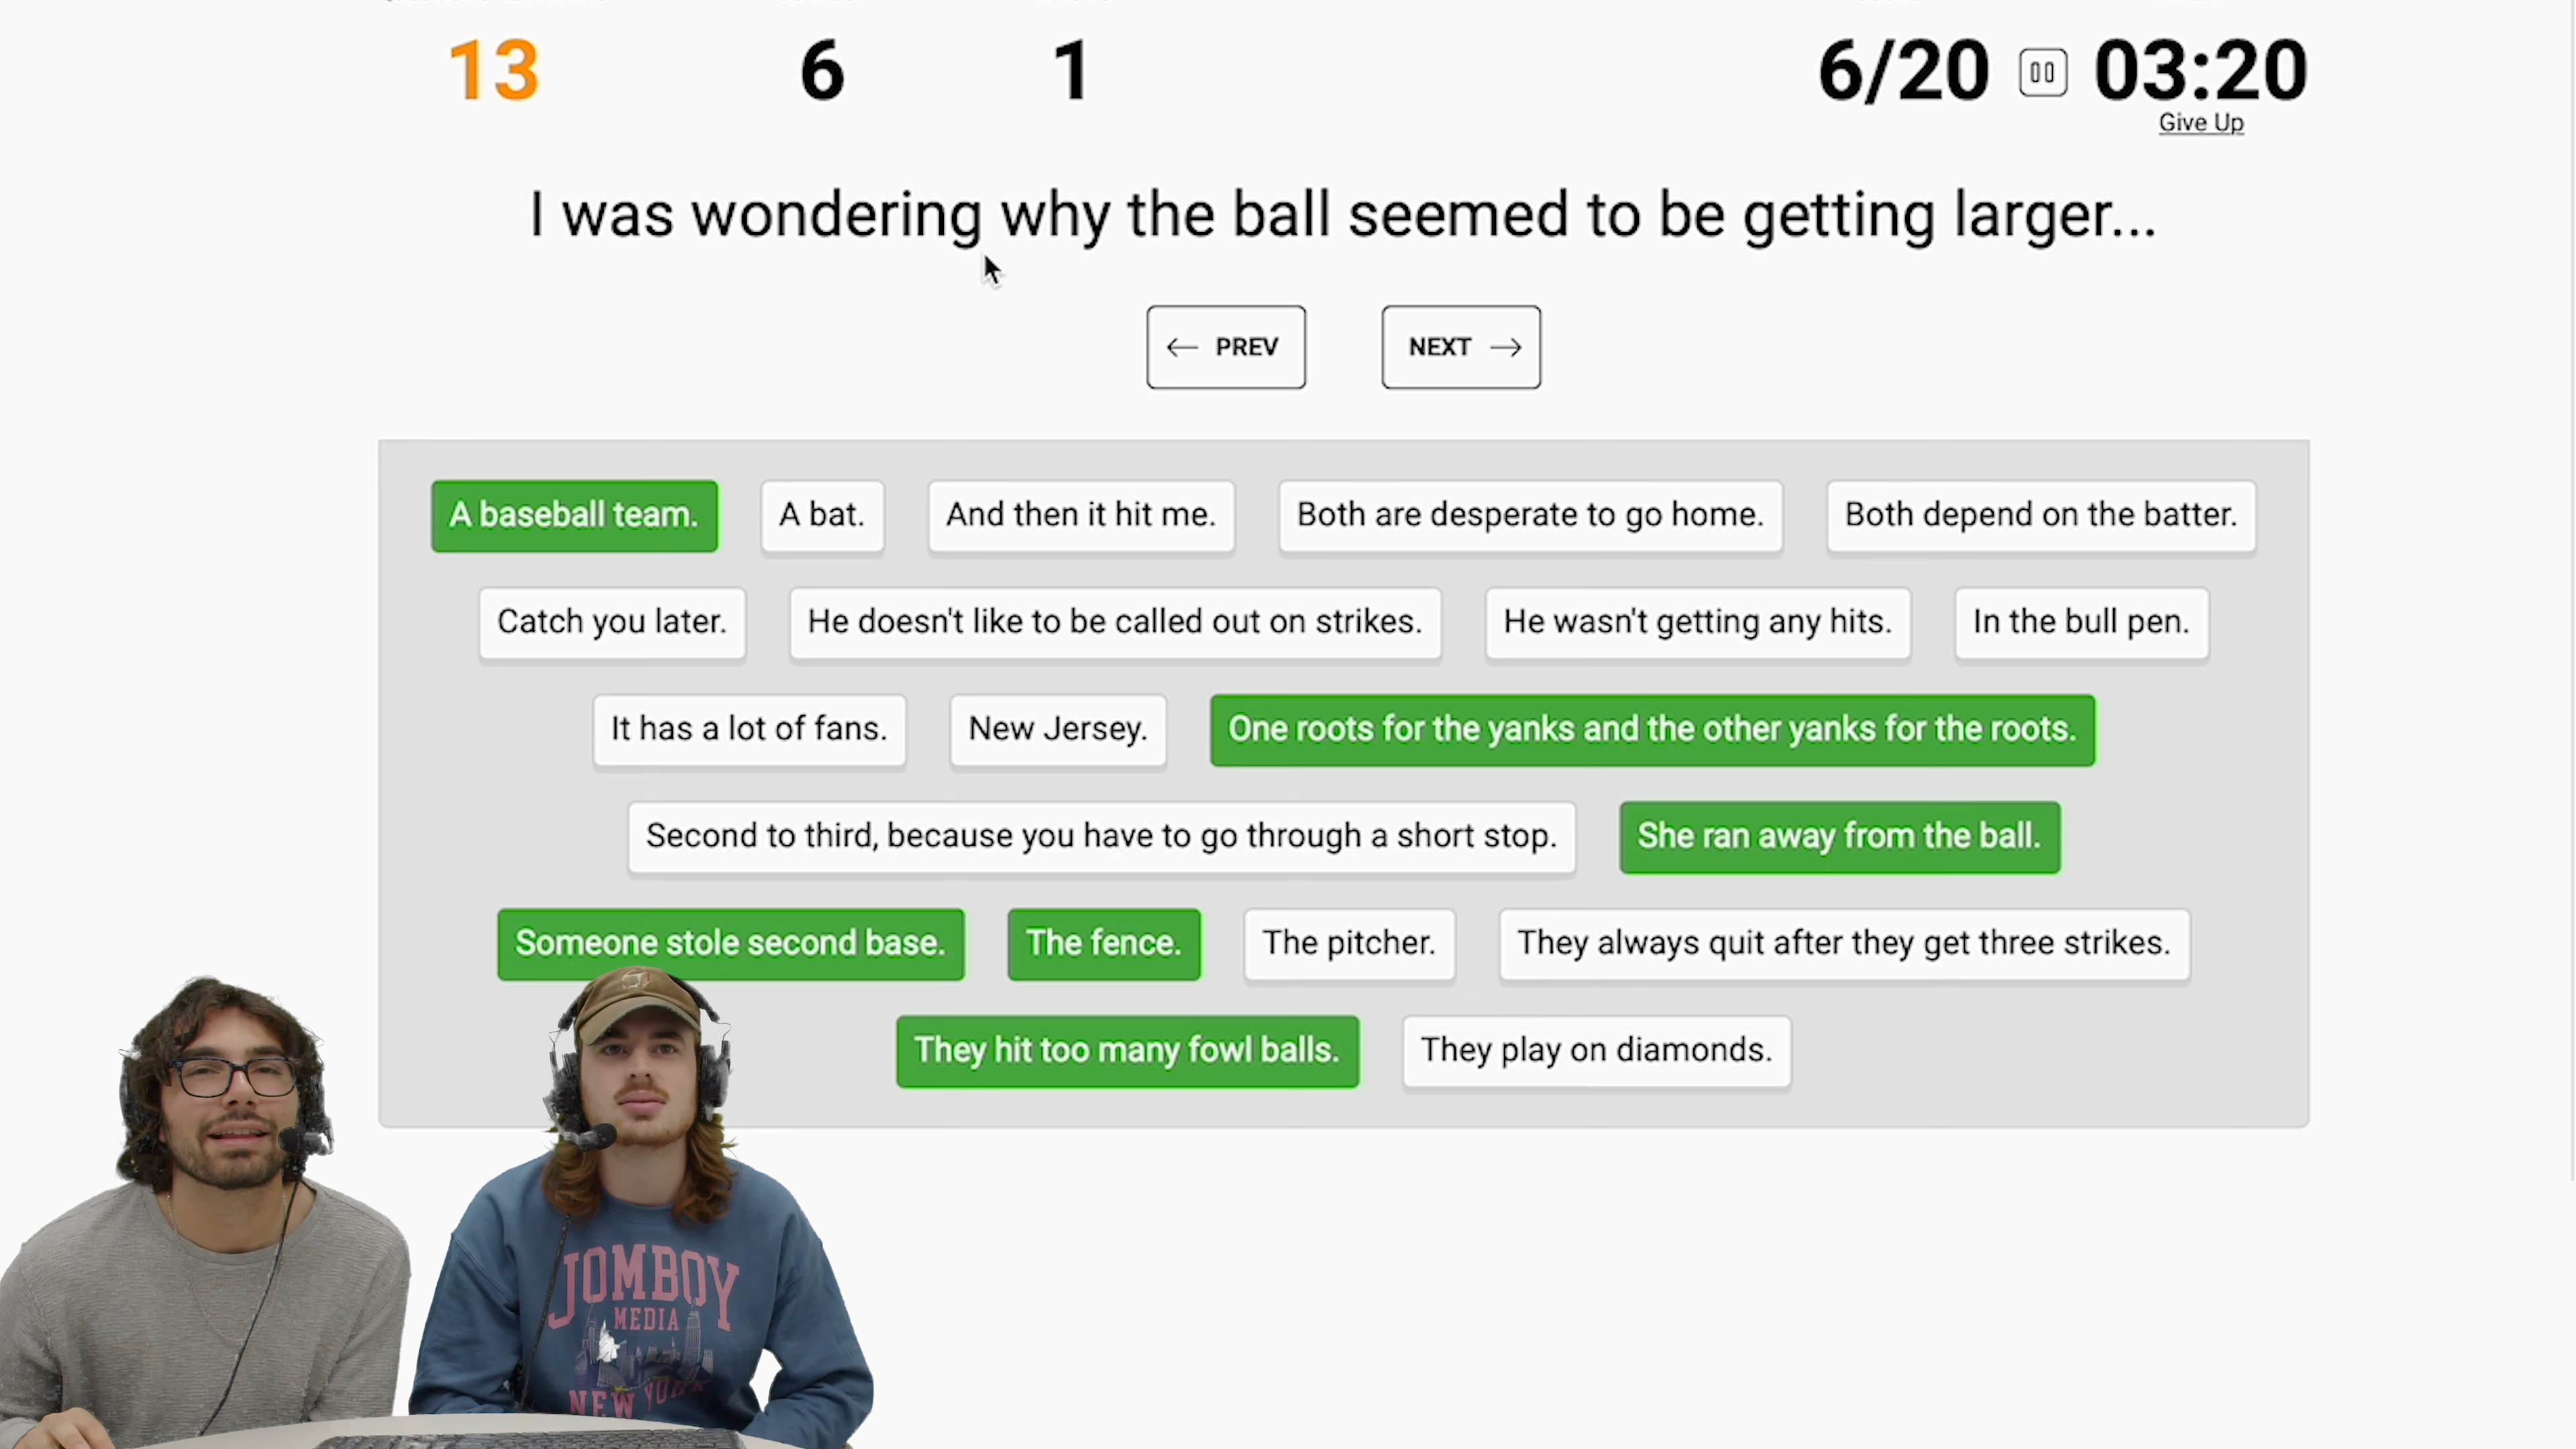 13 6 1 6/20 03:20
Give Up
I was wondering why the ball seemed to be getting larger...
← PREV NEXT →
A baseball team. A bat. And then it hit me. Both are desperate to go home. Both depend on the batter.
Catch you later. He doesn't like to be called out on strikes. He wasn't getting any hits. In the bull pen.
It has a lot of fans. New Jersey. One roots for the yanks and the other yanks for the roots.
Second to third, because you have to go through a short stop. She ran away from the ball.
Someone stole second base. The fence. The pitcher. They always quit after they get three strikes.
They hit too many fowl balls. They play on diamonds.
JOMBOY
MEDIA
NEW YORK